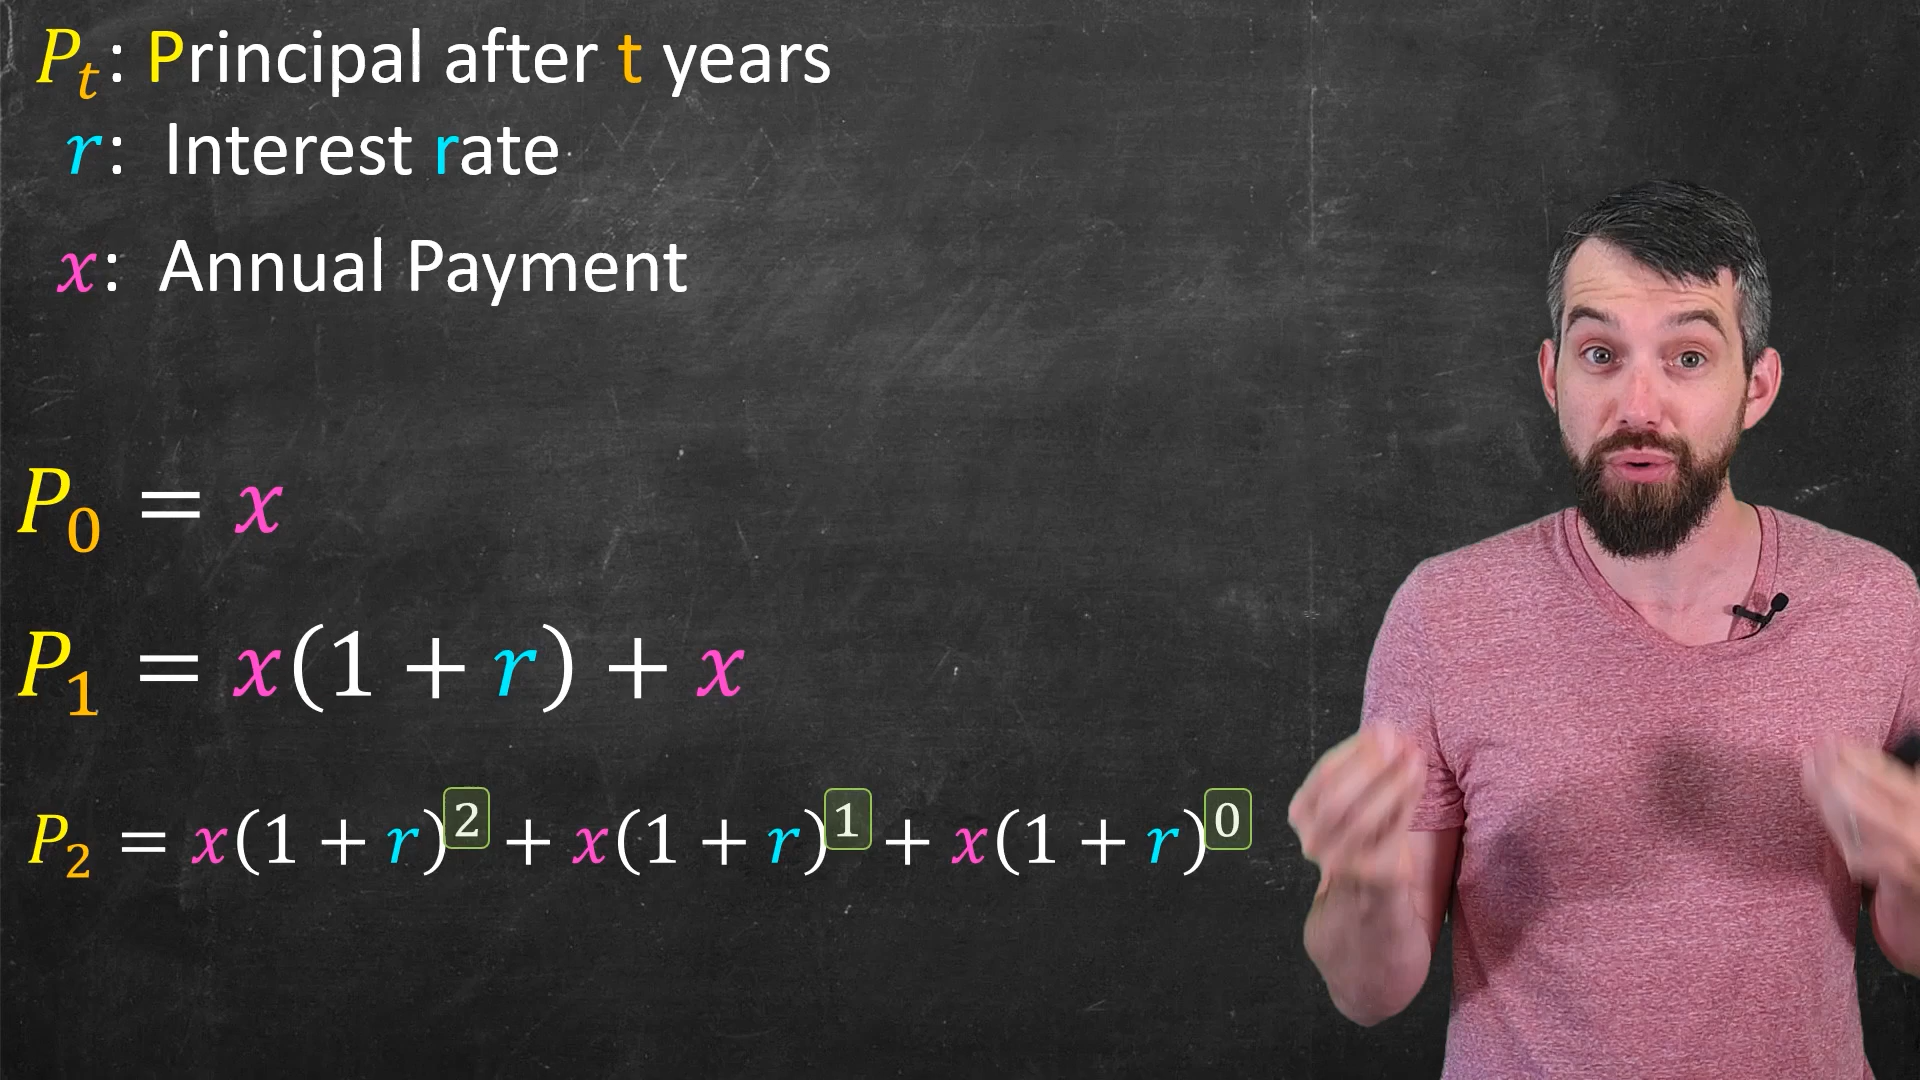 Pₜ: Principal after t years
r: Interest rate
x: Annual Payment
P₀ = x
P₁ = x(1 + r) + x
P₂ = x(1 + r)² + x(1 + r)¹ + x(1 + r)⁰